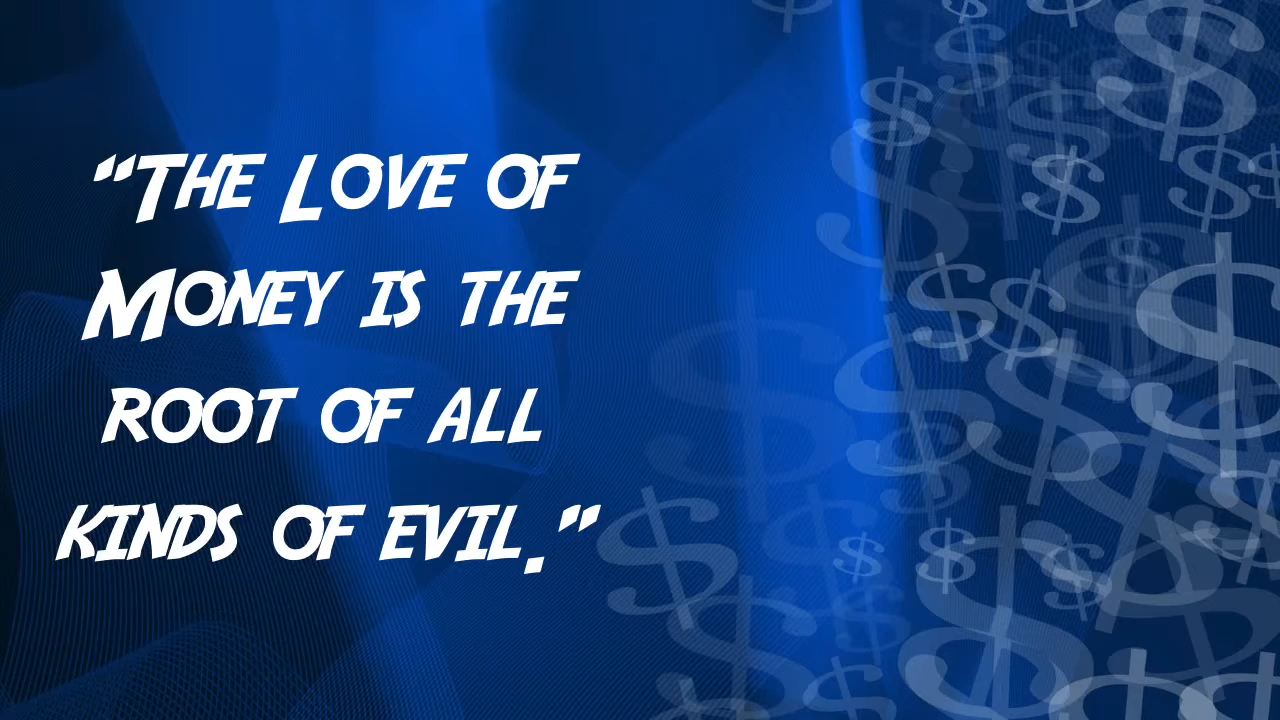 “The Love of
Money is the
root of all
kinds of evil.”